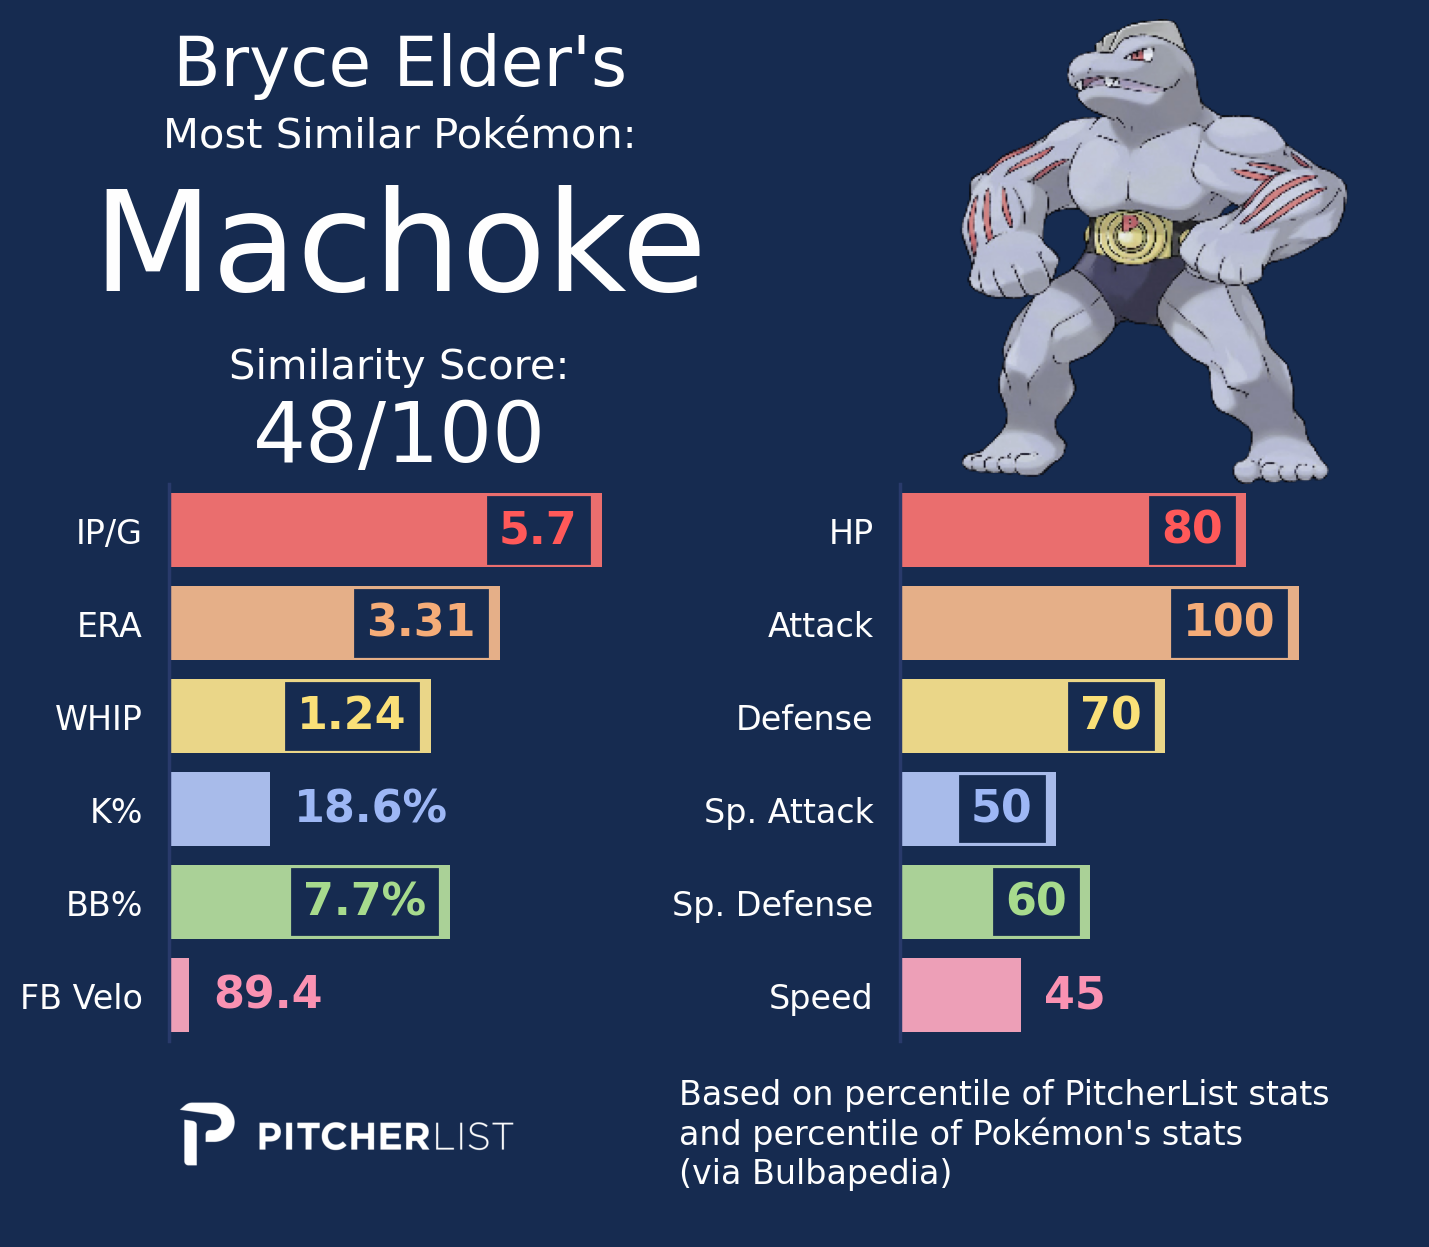 Bryce Elder's
Most Similar Pokémon:
Machoke
Similarity Score:
48/100
IP/G 5.7
ERA 3.31
WHIP 1.24
K% 18.6%
BB% 7.7%
FB Velo 89.4
HP 80
Attack 100
Defense 70
Sp. Attack 50
Sp. Defense 60
Speed 45
PITCHERLIST
Based on percentile of PitcherList stats
and percentile of Pokémon's stats
(via Bulbapedia)